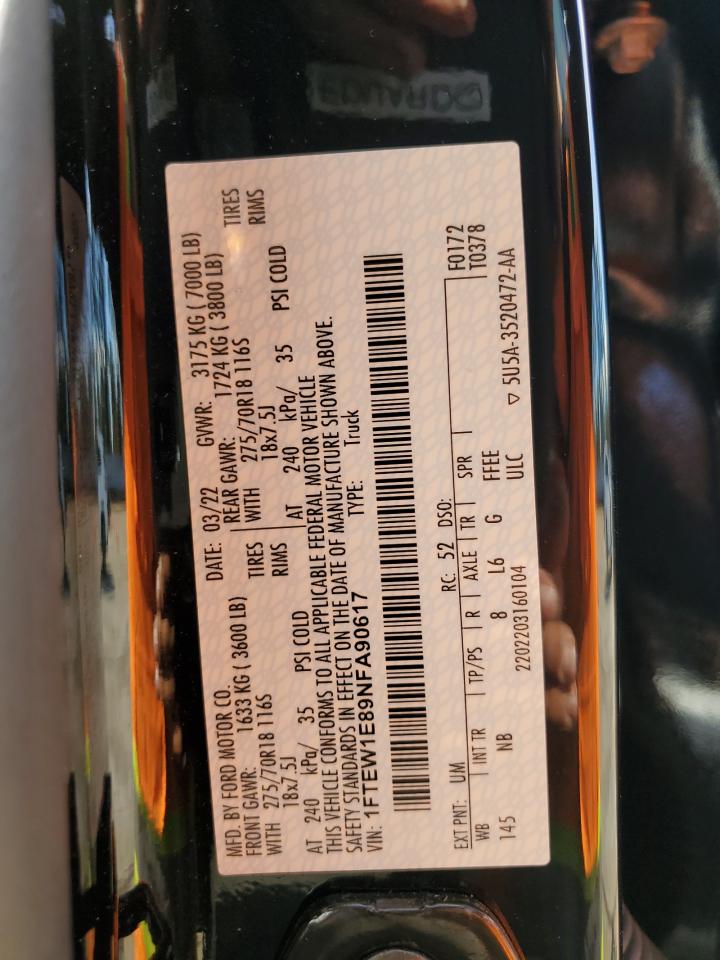 EDUARDO
MFD. BY FORD MOTOR CO. DATE: 03/22 GVWR: 3175 KG ( 7000 LB)
FRONT GAWR: 1633 KG ( 3600 LB) REAR GAWR: 1724 KG ( 3800 LB)
WITH 275/70R18 116S TIRES WITH 275/70R18 116S TIRES
18x7.5J RIMS 18x7.5J RIMS
AT 240 kPa/ 35 PSI COLD AT 240 kPa/ 35 PSI COLD
THIS VEHICLE CONFORMS TO ALL APPLICABLE FEDERAL MOTOR VEHICLE
SAFETY STANDARDS IN EFFECT ON THE DATE OF MANUFACTURE SHOWN ABOVE.
VIN: 1FTEW1E89NFA90617 TYPE: Truck
EXT PNT: UM RC: 52 DSO: F0172
WB INT TR TP/PS R AXLE TR SPR T0378
145 NB 8 L6 G FFEE
ULC
2202203160104 ▽ 5U5A-3520472-AA